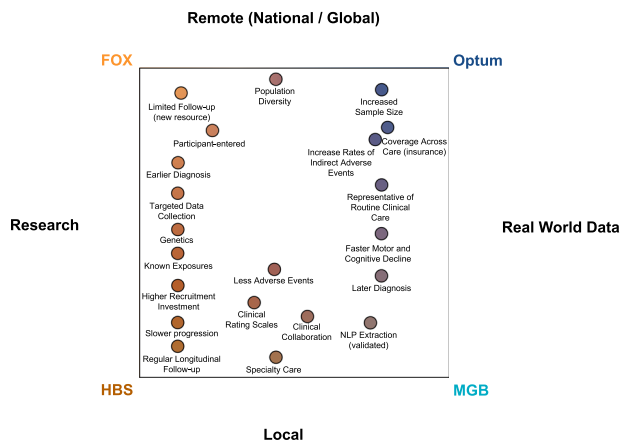 Remote (National / Global)
FOX
Optum
Population
Diversity
Increased
Sample Size
Limited Follow-up
(new resource)
Participant-entered
Coverage Across
Care (insurance)
Increase Rates of
Indirect Adverse
Events
Earlier Diagnosis
Representative of
Routine Clinical
Care
Targeted Data
Collection
Research
Real World Data
Genetics
Faster Motor and
Cognitive Decline
Known Exposures
Less Adverse Events
Later Diagnosis
Higher Recruitment
Investment
Clinical
Rating Scales
Clinical
Collaboration
Slower progression
NLP Extraction
(validated)
Regular Longitudinal
Follow-up
Specialty Care
HBS
MGB
Local